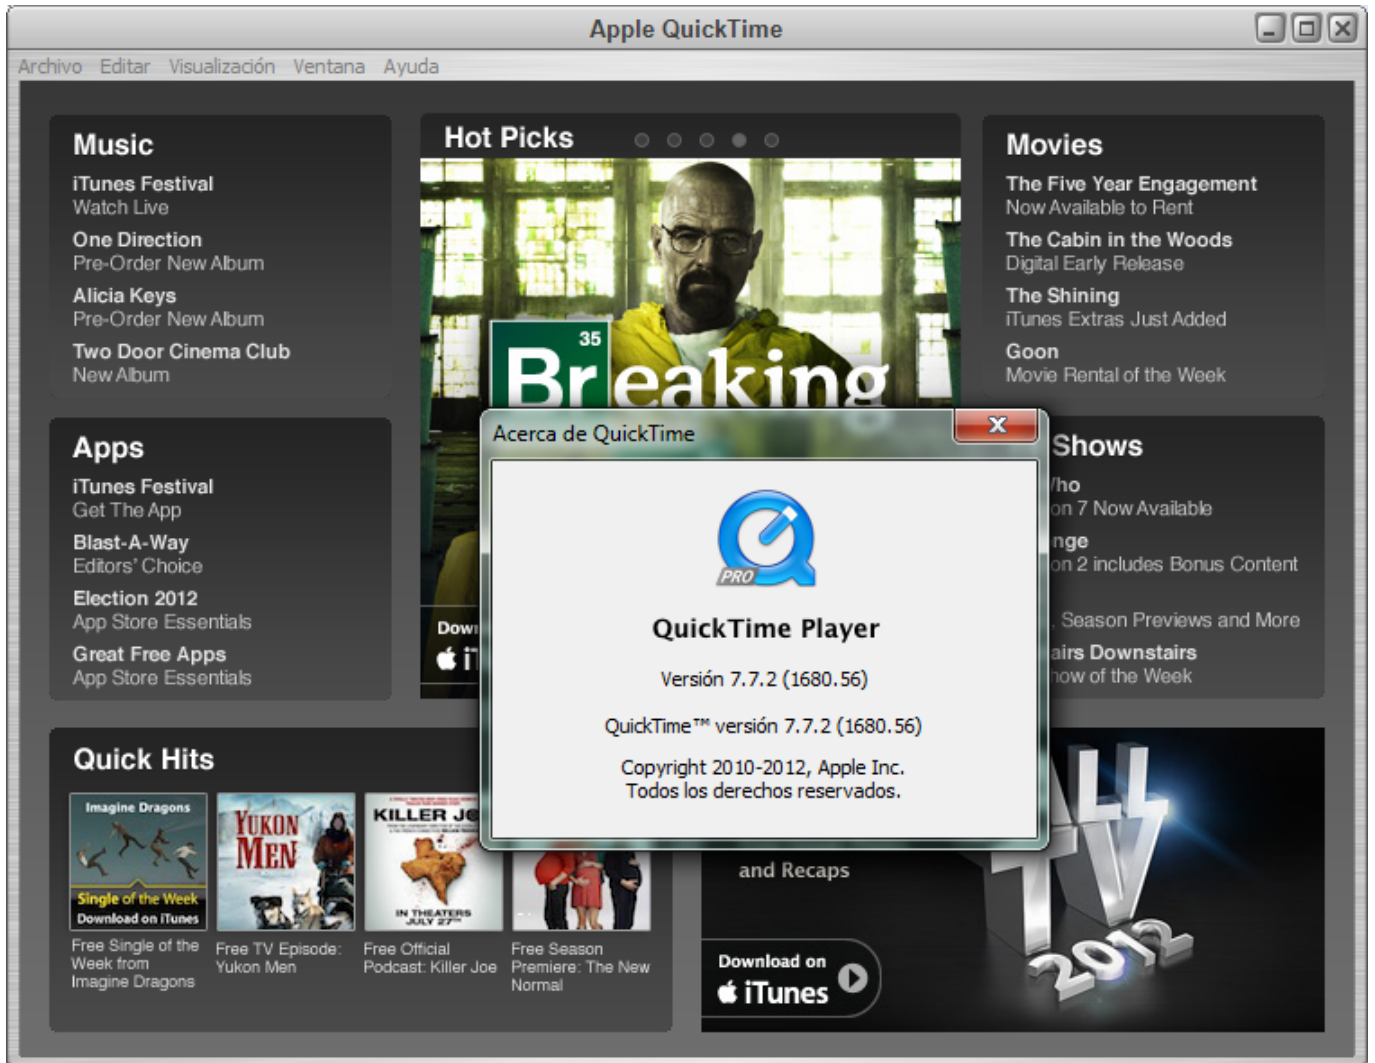 Apple QuickTime
Archivo Editar Visualización Ventana Ayuda
Music
iTunes Festival
Watch Live
One Direction
Pre-Order New Album
Alicia Keys
Pre-Order New Album
Two Door Cinema Club
New Album
Hot Picks
35
Breaking
Movies
The Five Year Engagement
Now Available to Rent
The Cabin in the Woods
Digital Early Release
The Shining
iTunes Extras Just Added
Goon
Movie Rental of the Week
Apps
iTunes Festival
Get The App
Blast-A-Way
Editors' Choice
Election 2012
App Store Essentials
Great Free Apps
App Store Essentials
Acerca de QuickTime
PRO
QuickTime Player
Versión 7.7.2 (1680.56)
QuickTime™ versión 7.7.2 (1680.56)
Copyright 2010-2012, Apple Inc.
Todos los derechos reservados.
Shows
7 Now Available
2 includes Bonus Content
, Season Previews and More
Downstairs
of the Week
Quick Hits
Imagine Dragons
Single of the Week
Download on iTunes
Free Single of the
Week from
Imagine Dragons
YUKON
MEN
Free TV Episode:
Yukon Men
KILLER
IN THEATERS
JULY 27TH
Free Official
Podcast: Killer Joe
Free Season
Premiere: The New
Normal
and Recaps
Download on
iTunes
2012